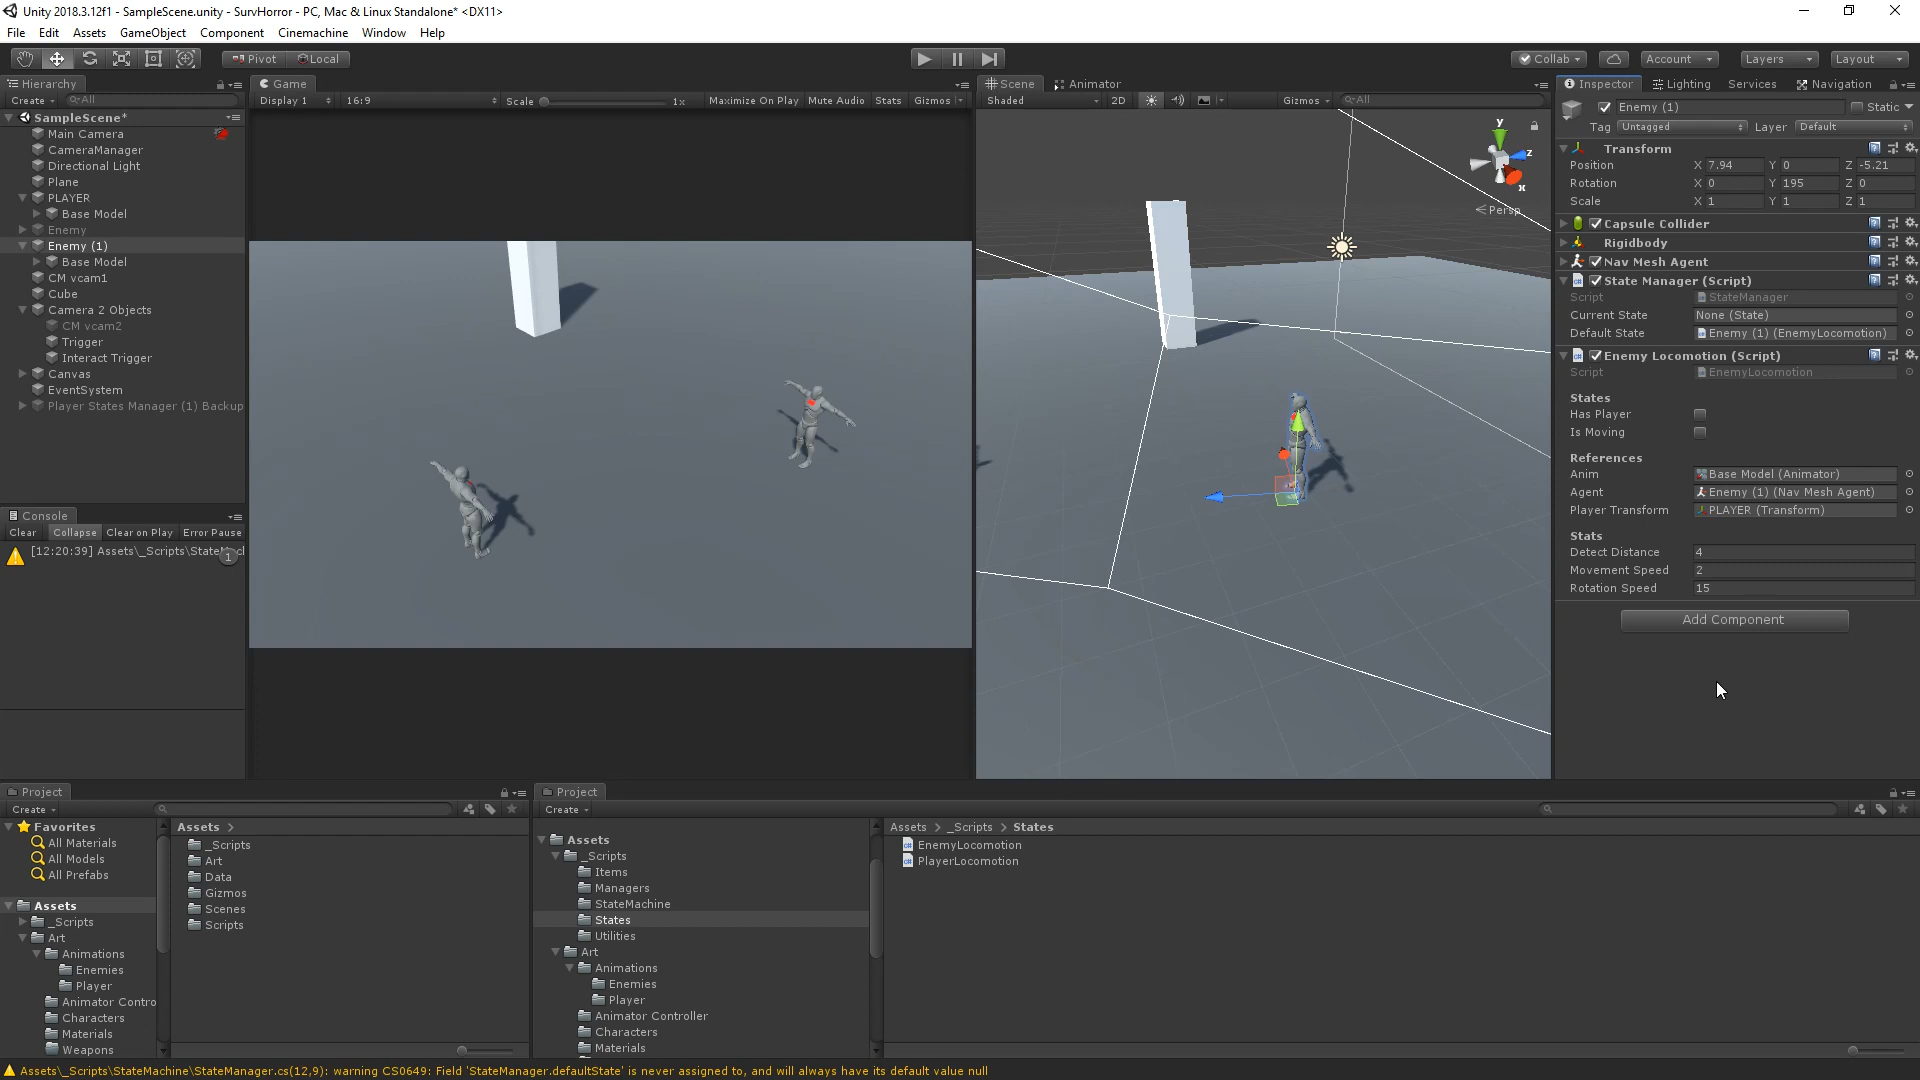 Unity 2018.3.12f1 - SampleScene.unity - SurvHorror - PC, Mac & Linux Standalone* <DX11>
File Edit Assets GameObject Component Cinemachine Window Help
Pivot Local Collab Account Layers Layout
Hierarchy
Create All
SampleScene*
Main Camera
CameraManager
Directional Light
Plane
PLAYER
Base Model
Enemy
Enemy (1)
Base Model
CM vcam1
Cube
Camera 2 Objects
CM vcam2
Trigger
Interact Trigger
Canvas
EventSystem
Player States Manager (1) Backup
Console
Clear Collapse Clear on Play Error Pause
[12:20:39] Assets\_Scripts\State
1
Game
Display 1 16:9 Scale 1x Maximize On Play Mute Audio Stats Gizmos
Scene Animator
Shaded 2D Gizmos All
y
z
x
Persp
Inspector Lighting Services Navigation
Enemy (1) Static
Tag Untagged Layer Default
Transform
Position X 7.94 Y 0 Z -5.21
Rotation X 0 Y 195 Z 0
Scale X 1 Y 1 Z 1
Capsule Collider
Rigidbody
Nav Mesh Agent
State Manager (Script)
Script StateManager
Current State None (State)
Default State Enemy (1) (EnemyLocomotion)
Enemy Locomotion (Script)
Script EnemyLocomotion
States
Has Player
Is Moving
References
Anim Base Model (Animator)
Agent Enemy (1) (Nav Mesh Agent)
Player Transform PLAYER (Transform)
Stats
Detect Distance 4
Movement Speed 2
Rotation Speed 15
Add Component
Project
Create
Favorites
All Materials
All Models
All Prefabs
Assets
_Scripts
Art
Animations
Enemies
Player
Animator Contro
Characters
Materials
Weapons
Assets
_Scripts
Art
Data
Gizmos
Scenes
Scripts
Project
Create
Assets
_Scripts
Items
Managers
StateMachine
States
Utilities
Art
Animations
Enemies
Player
Animator Controller
Characters
Materials
Assets > _Scripts > States
EnemyLocomotion
PlayerLocomotion
Assets\_Scripts\StateMachine\StateManager.cs(12,9): warning CS0649: Field 'StateManager.defaultState' is never assigned to, and will always have its default value null